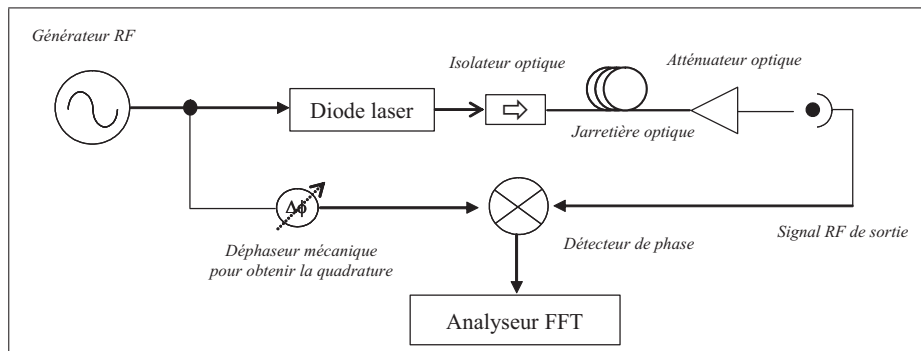 Générateur RF
Isolateur optique
Atténuateur optique
Diode laser
Jarretière optique
Δϕ
Déphaseur mécanique
pour obtenir la quadrature
Détecteur de phase
Signal RF de sortie
Analyseur FFT